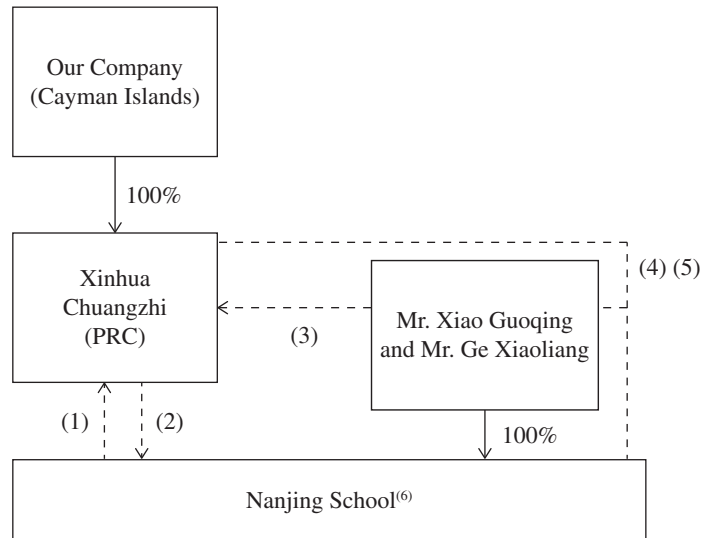 Our Company
(Cayman Islands)
100%
Xinhua
Chuangzhi
(PRC)
(4) (5)
Mr. Xiao Guoqing
and Mr. Ge Xiaoliang
(3)
(1)
(2)
100%
Nanjing School(6)